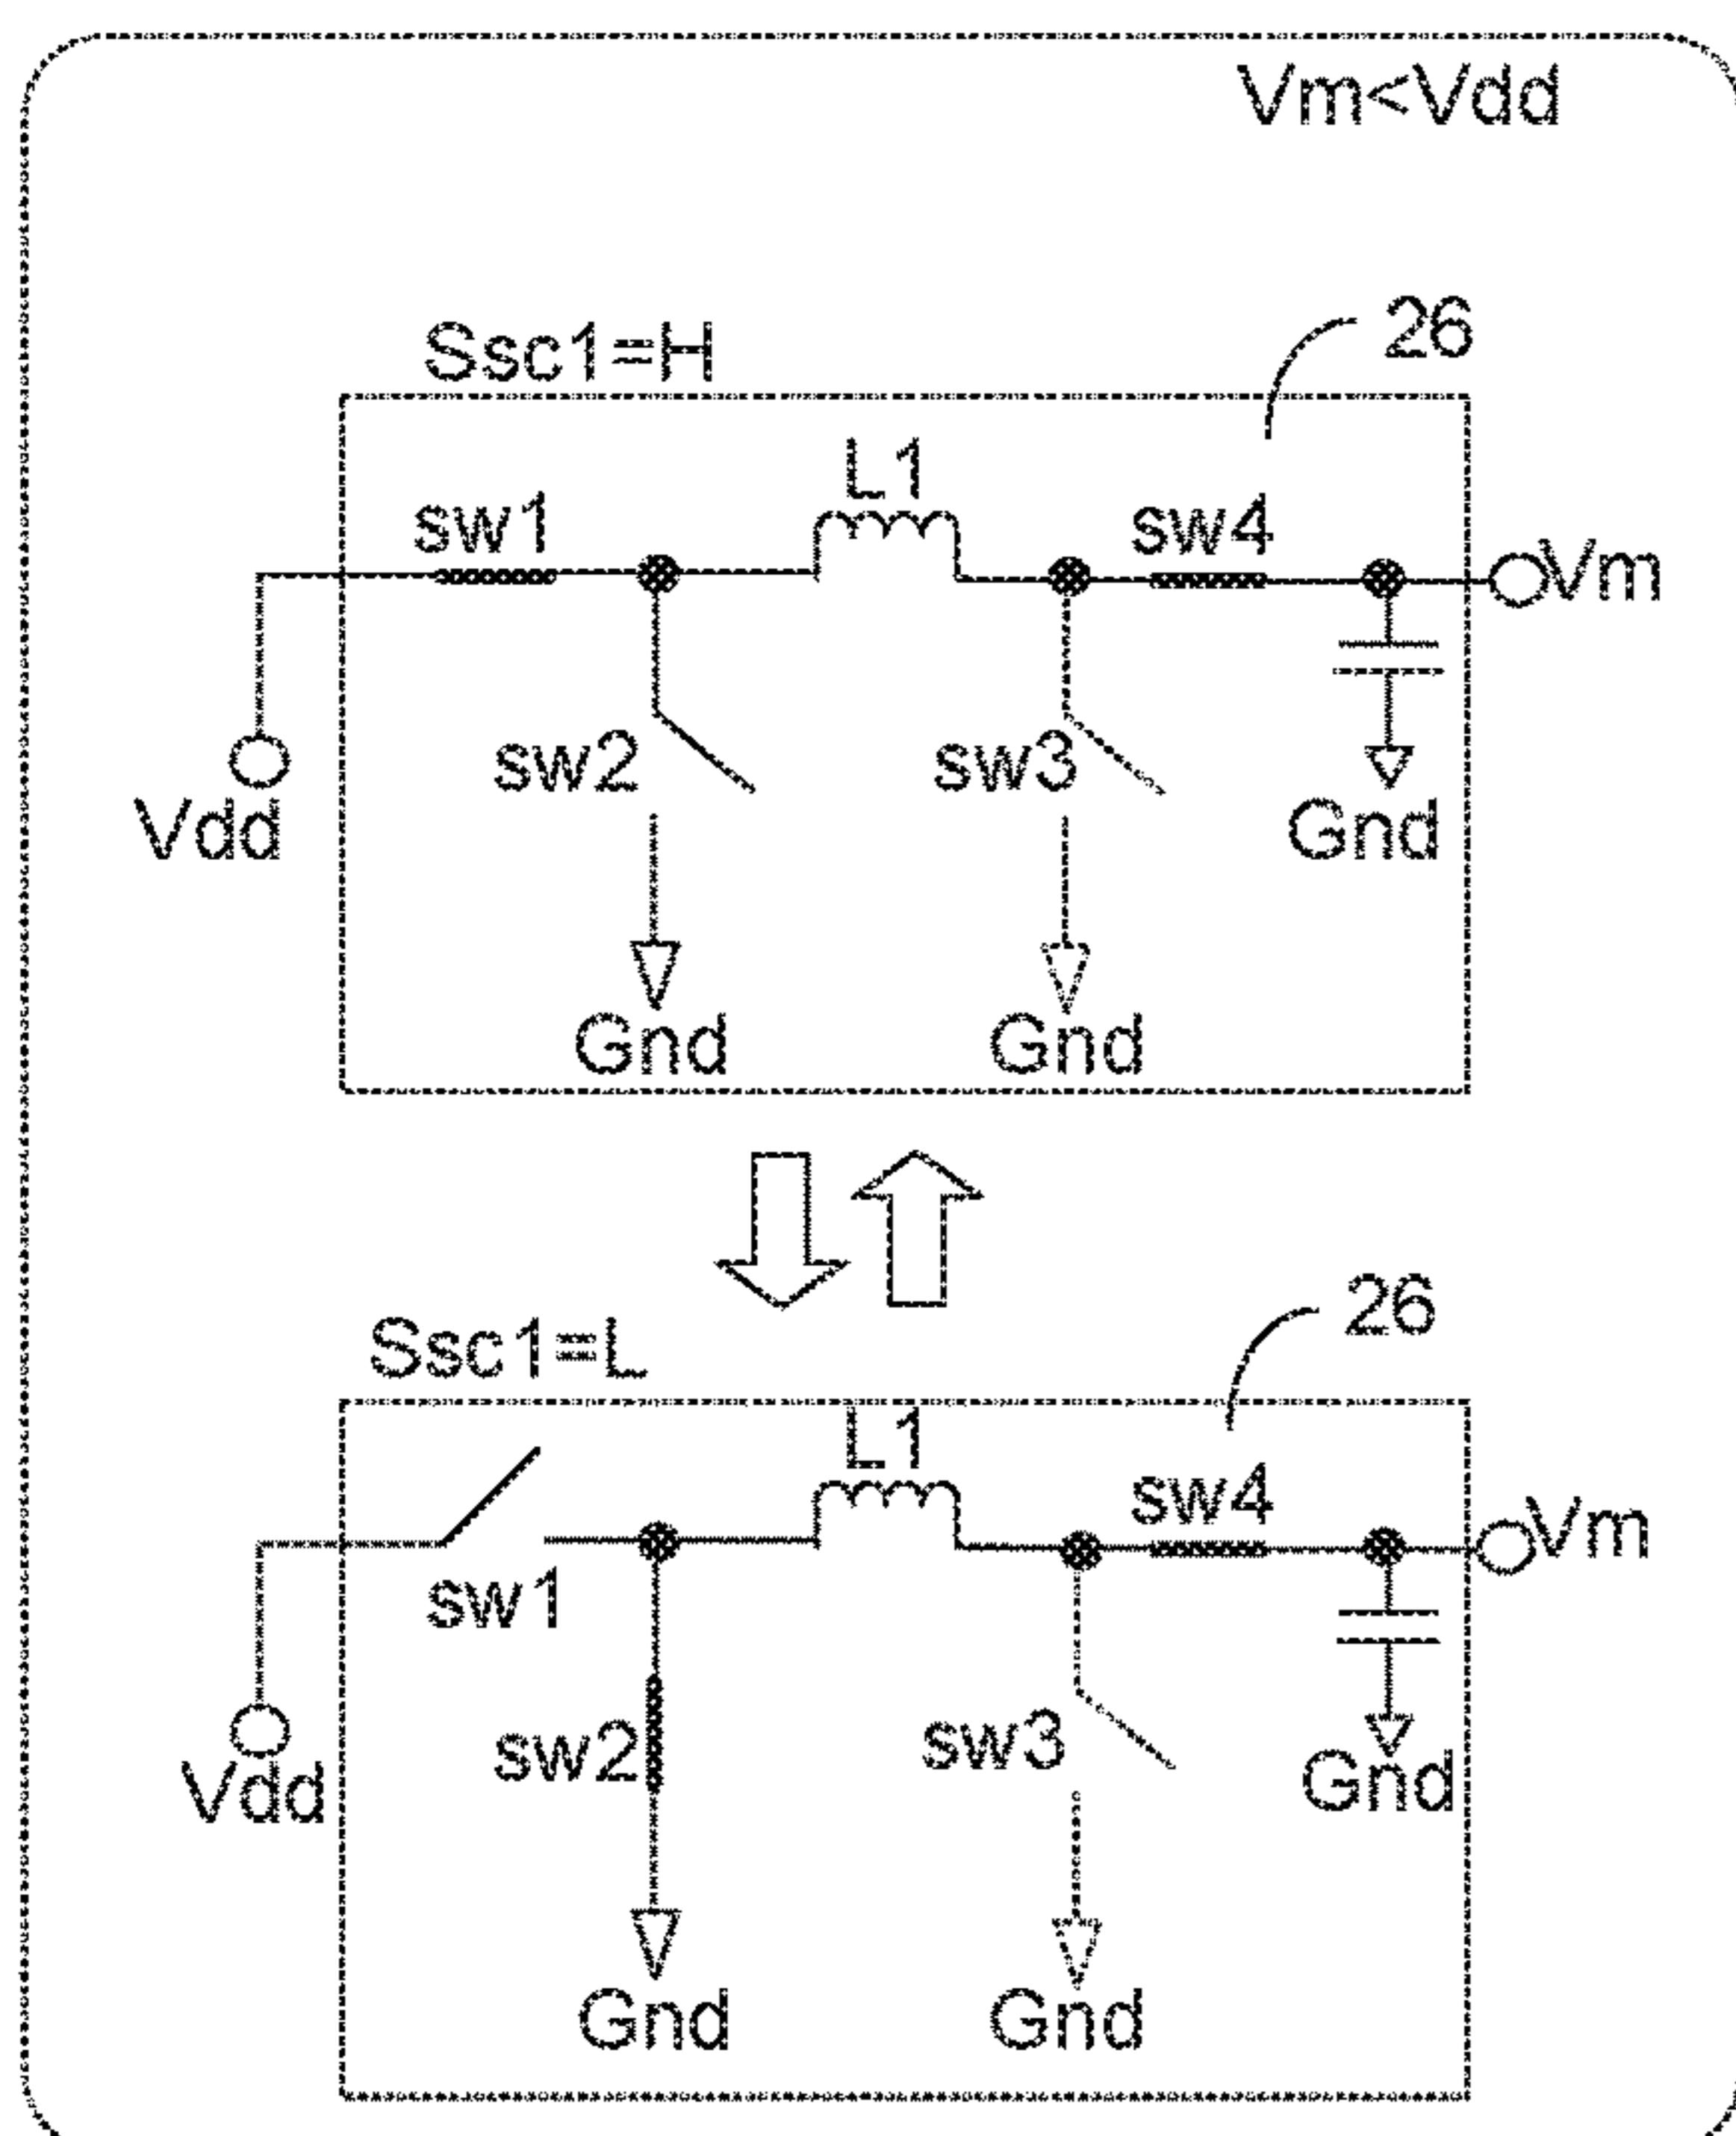 Vm<Vdd
Ssc1=H
26
L1
sw1
sw4
Vm
sw2
sw3
Vdd
Gnd
Gnd
Gnd
Ssc1=L
26
L1
sw4
Vm
sw1
sw2
sw3
Vdd
Gnd
Gnd
Gnd